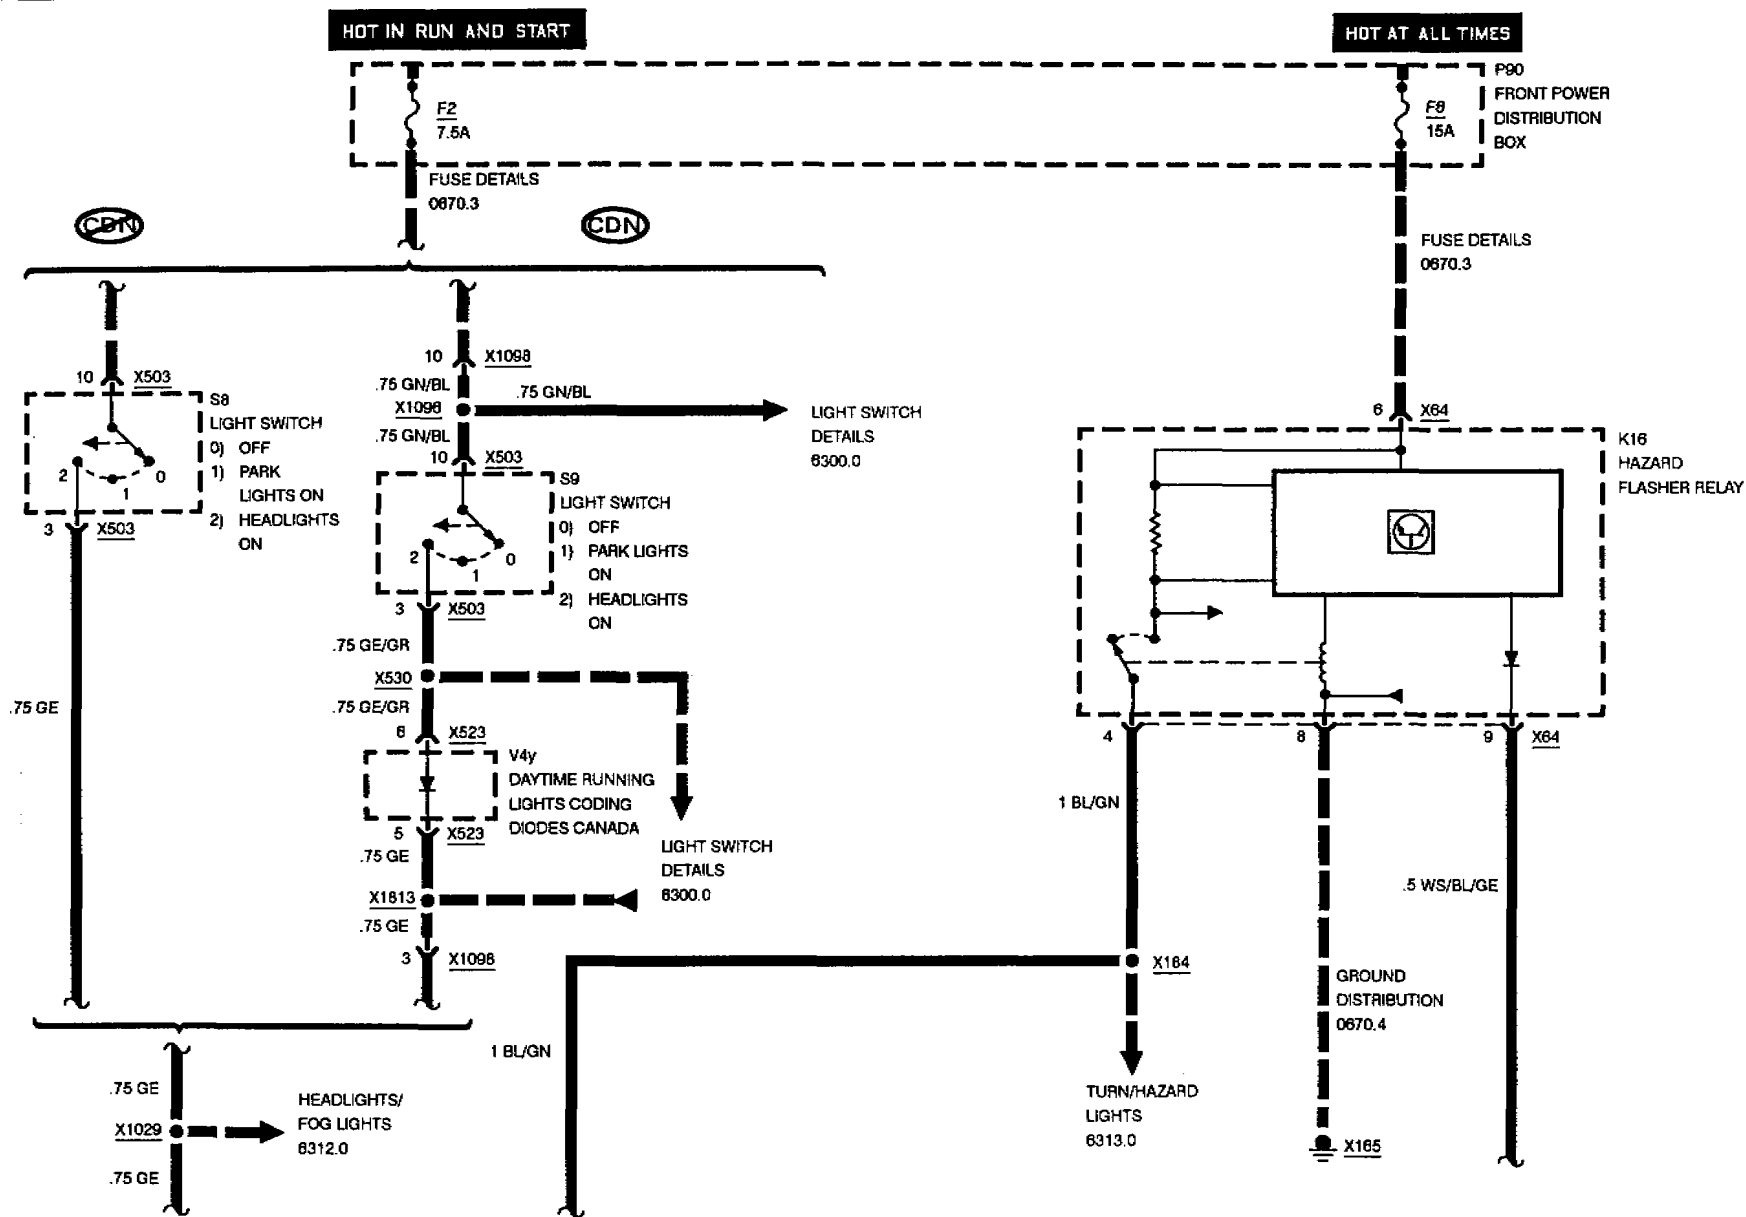 HOT IN RUN AND START
HOT AT ALL TIMES
P90
FRONT POWER
DISTRIBUTION
BOX
F2
7.5A
F8
15A
FUSE DETAILS
0670.3
CDN
CDN
FUSE DETAILS
0670.3
10 X1098
.75 GN/BL
X1096
.75 GN/BL
.75 GN/BL
LIGHT SWITCH
DETAILS
6300.0
10 X503
S8
LIGHT SWITCH
0) OFF
1) PARK
LIGHTS ON
2) HEADLIGHTS
ON
2
1
0
3 X503
10 X503
S9
LIGHT SWITCH
0) OFF
1) PARK LIGHTS
ON
2) HEADLIGHTS
ON
2
1
0
3 X503
6 X64
K16
HAZARD
FLASHER RELAY
.75 GE/GR
X530
.75 GE/GR
6 X523
V4y
DAYTIME RUNNING
LIGHTS CODING
DIODES CANADA
5 X523
.75 GE
X1813
.75 GE
3 X1098
LIGHT SWITCH
DETAILS
6300.0
.75 GE
4
8
9 X64
1 BL/GN
.5 WS/BL/GE
X164
GROUND
DISTRIBUTION
0670.4
1 BL/GN
TURN/HAZARD
LIGHTS
6313.0
X165
.75 GE
X1029
.75 GE
HEADLIGHTS/
FOG LIGHTS
6312.0